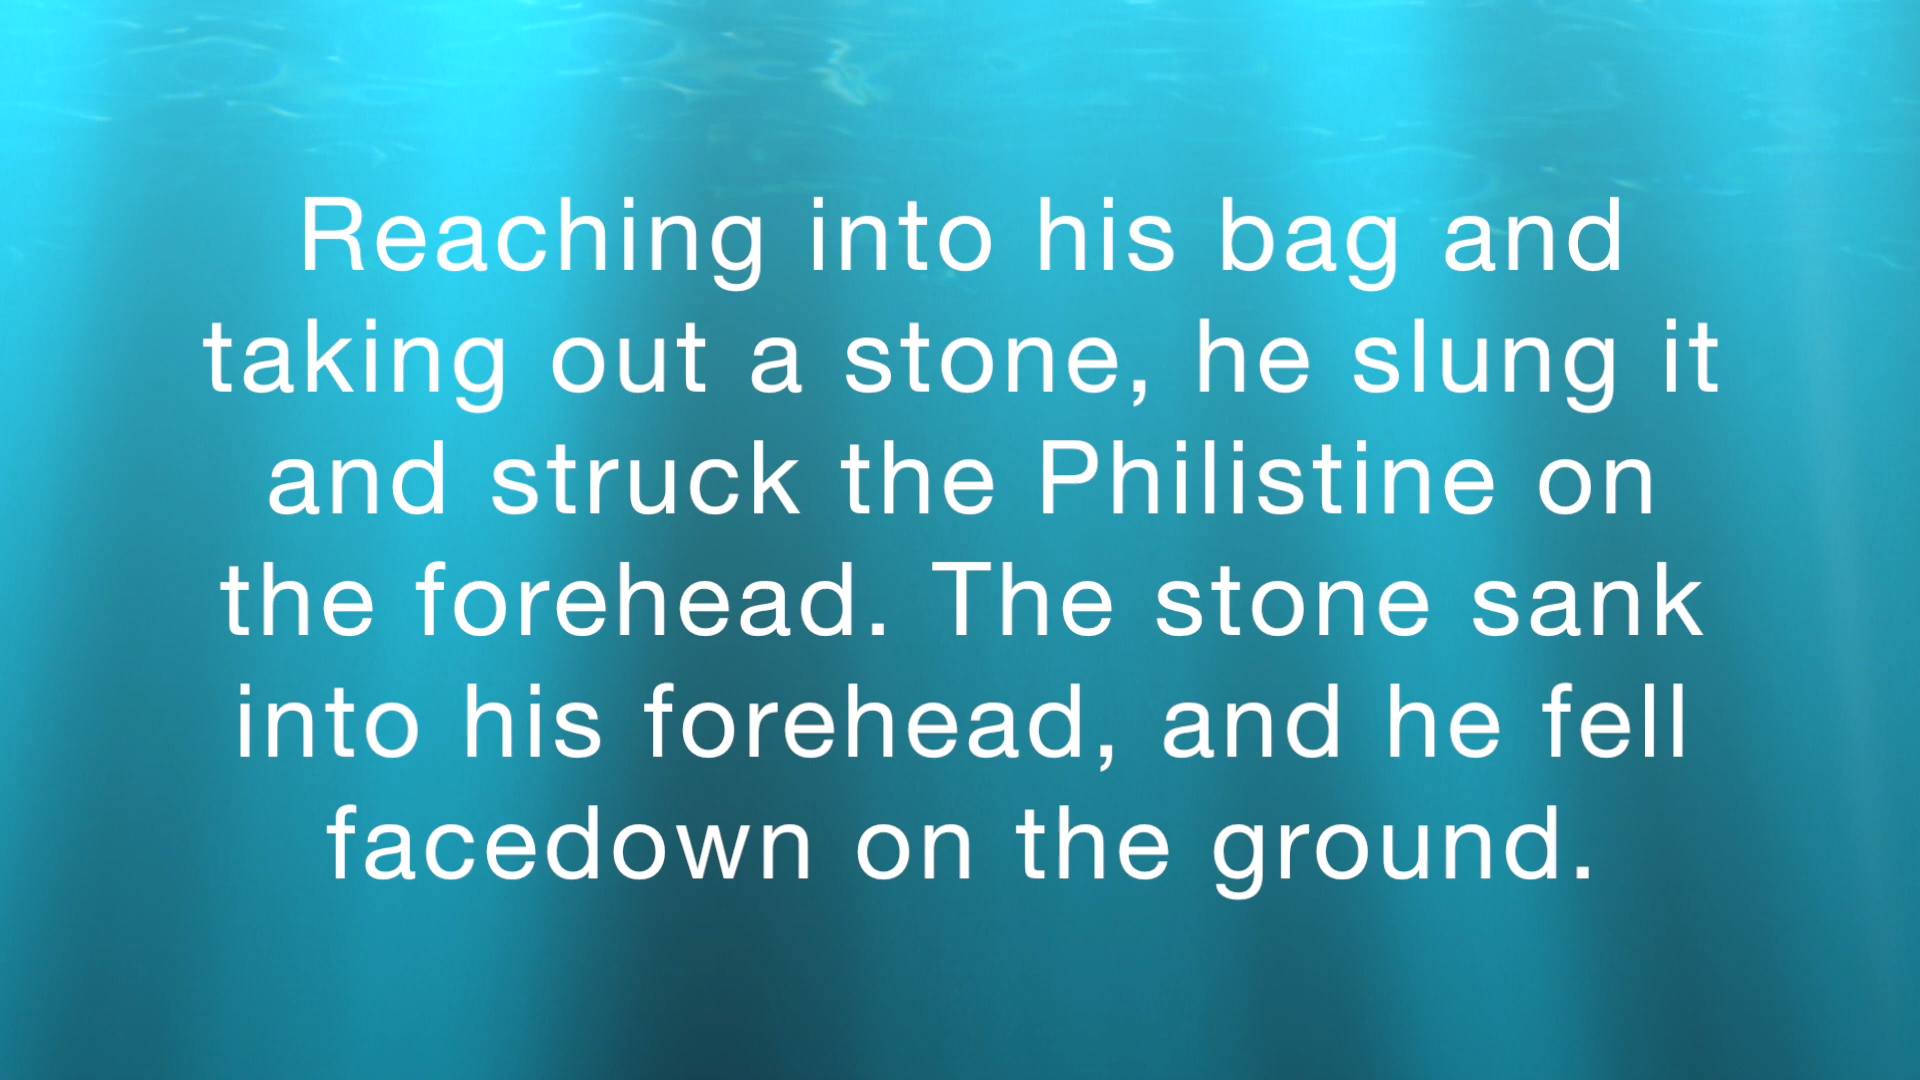 Reaching into his bag and
taking out a stone, he slung it
and struck the Philistine on
the forehead. The stone sank
into his forehead, and he fell
facedown on the ground.